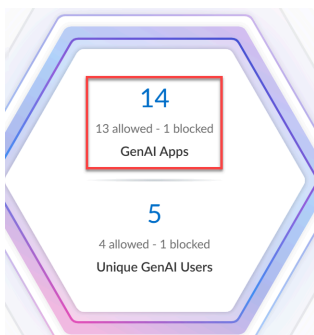 14
13 allowed - 1 blocked
GenAI Apps
5
4 allowed - 1 blocked
Unique GenAI Users